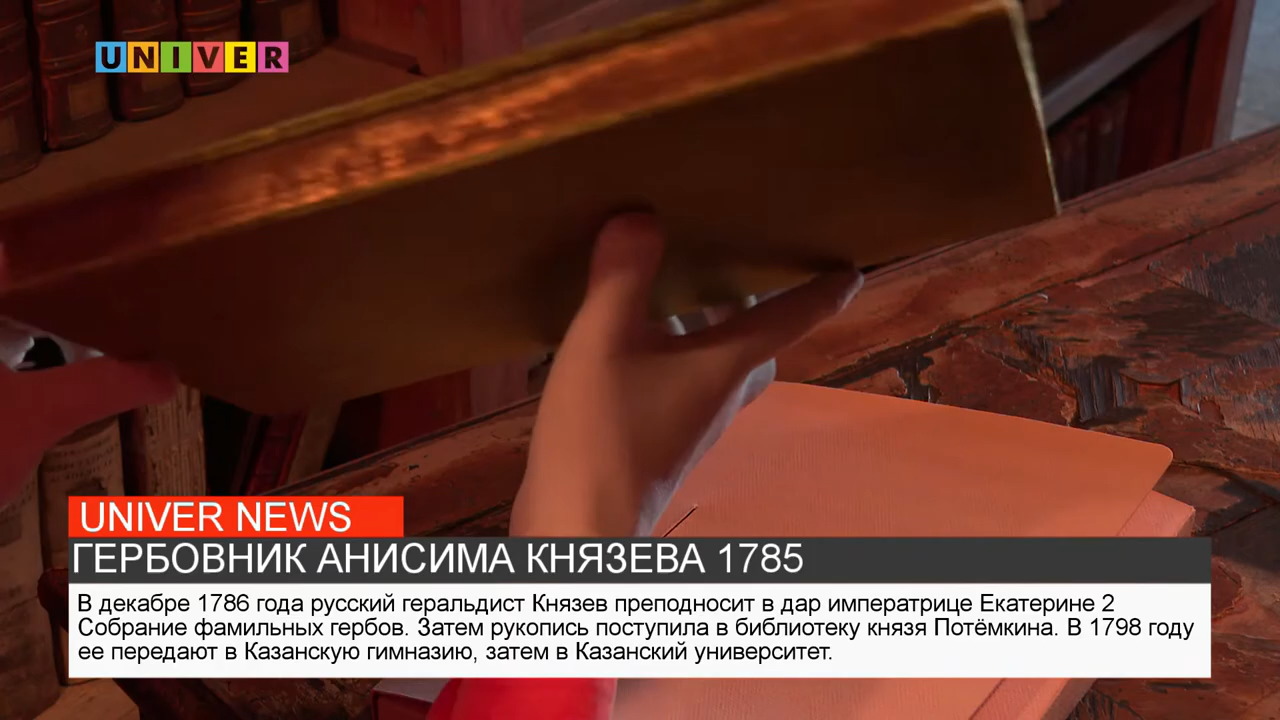 UNIVER
UNIVER NEWS
ГЕРБОВНИК АНИСИМА КНЯЗЕВА 1785
В декабре 1786 года русский геральдист Князев преподносит в дар императрице Екатерине 2
Собрание фамильных гербов. Затем рукопись поступила в библиотеку князя Потёмкина. В 1798 году
ее передают в Казанскую гимназию, затем в Казанский университет.